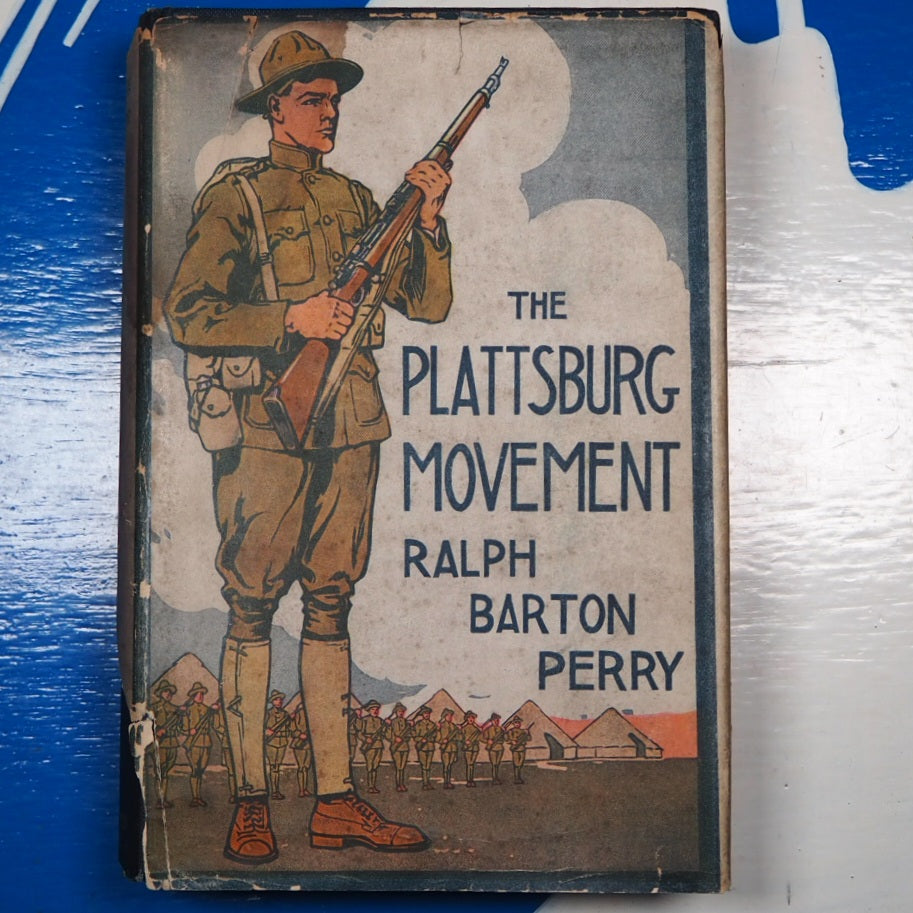 THE
PLATTSBURG
MOVEMENT
RALPH
BARTON
PERRY